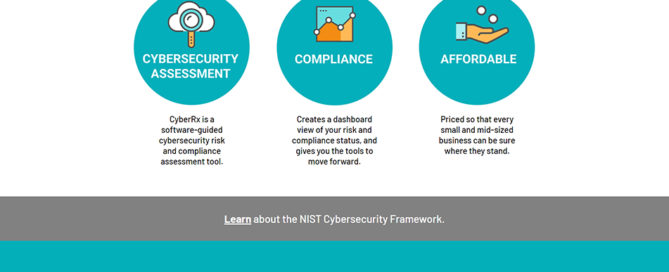 CYBERSECURITY
ASSESSMENT
COMPLIANCE
AFFORDABLE
CyberRx is a
software-guided
cybersecurity risk
and compliance
assessment tool.
Creates a dashboard
view of your risk and
compliance status, and
gives you the tools to
move forward.
Priced so that every
small and mid-sized
business can be sure
where they stand.
Learn about the NIST Cybersecurity Framework.